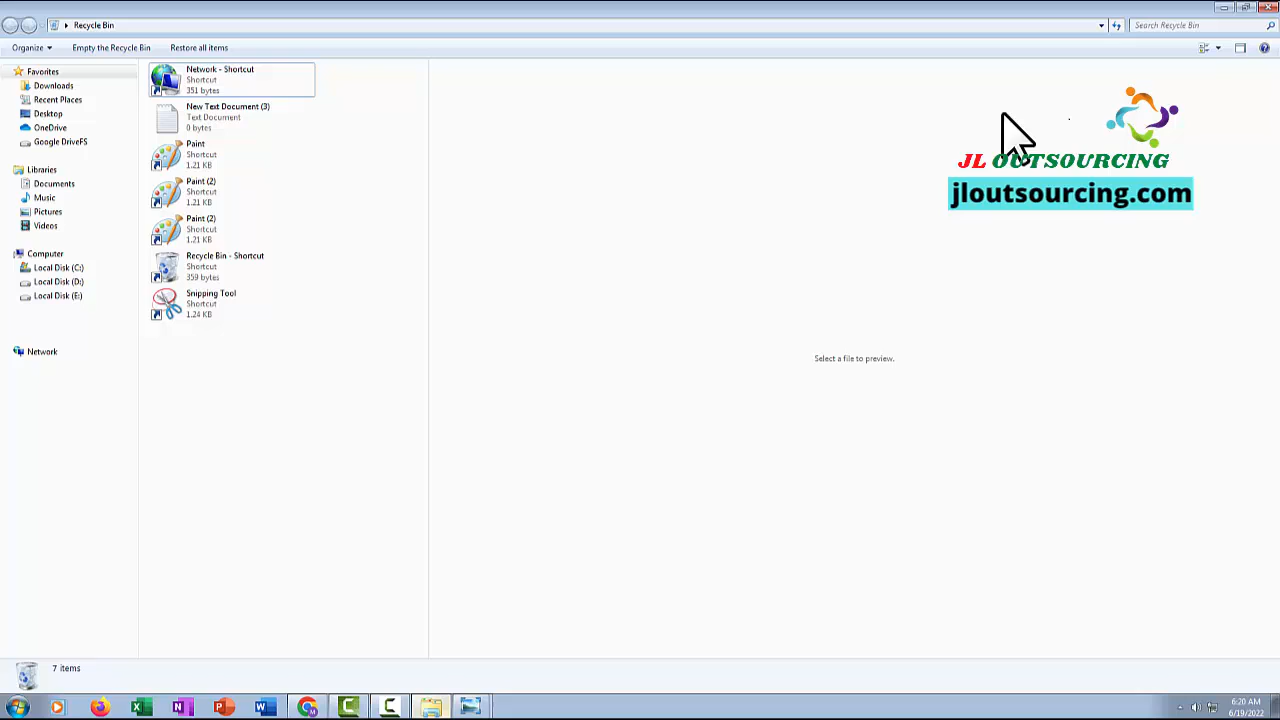 Recycle Bin
Search Recycle Bin
Organize
Empty the Recycle Bin
Restore all items
Favorites
Downloads
Recent Places
Desktop
OneDrive
Google DriveFS
Libraries
Documents
Music
Pictures
Videos
Computer
Local Disk (C:)
Local Disk (D:)
Local Disk (E:)
Network
Network - Shortcut
Shortcut
351 bytes
New Text Document (3)
Text Document
0 bytes
Paint
Shortcut
1.21 KB
Paint (2)
Shortcut
1.21 KB
Paint (2)
Shortcut
1.21 KB
Recycle Bin - Shortcut
Shortcut
359 bytes
Snipping Tool
Shortcut
1.24 KB
Select a file to preview.
JL OUTSOURCING
jloutsourcing.com
7 items
6:20 AM
6/19/2022